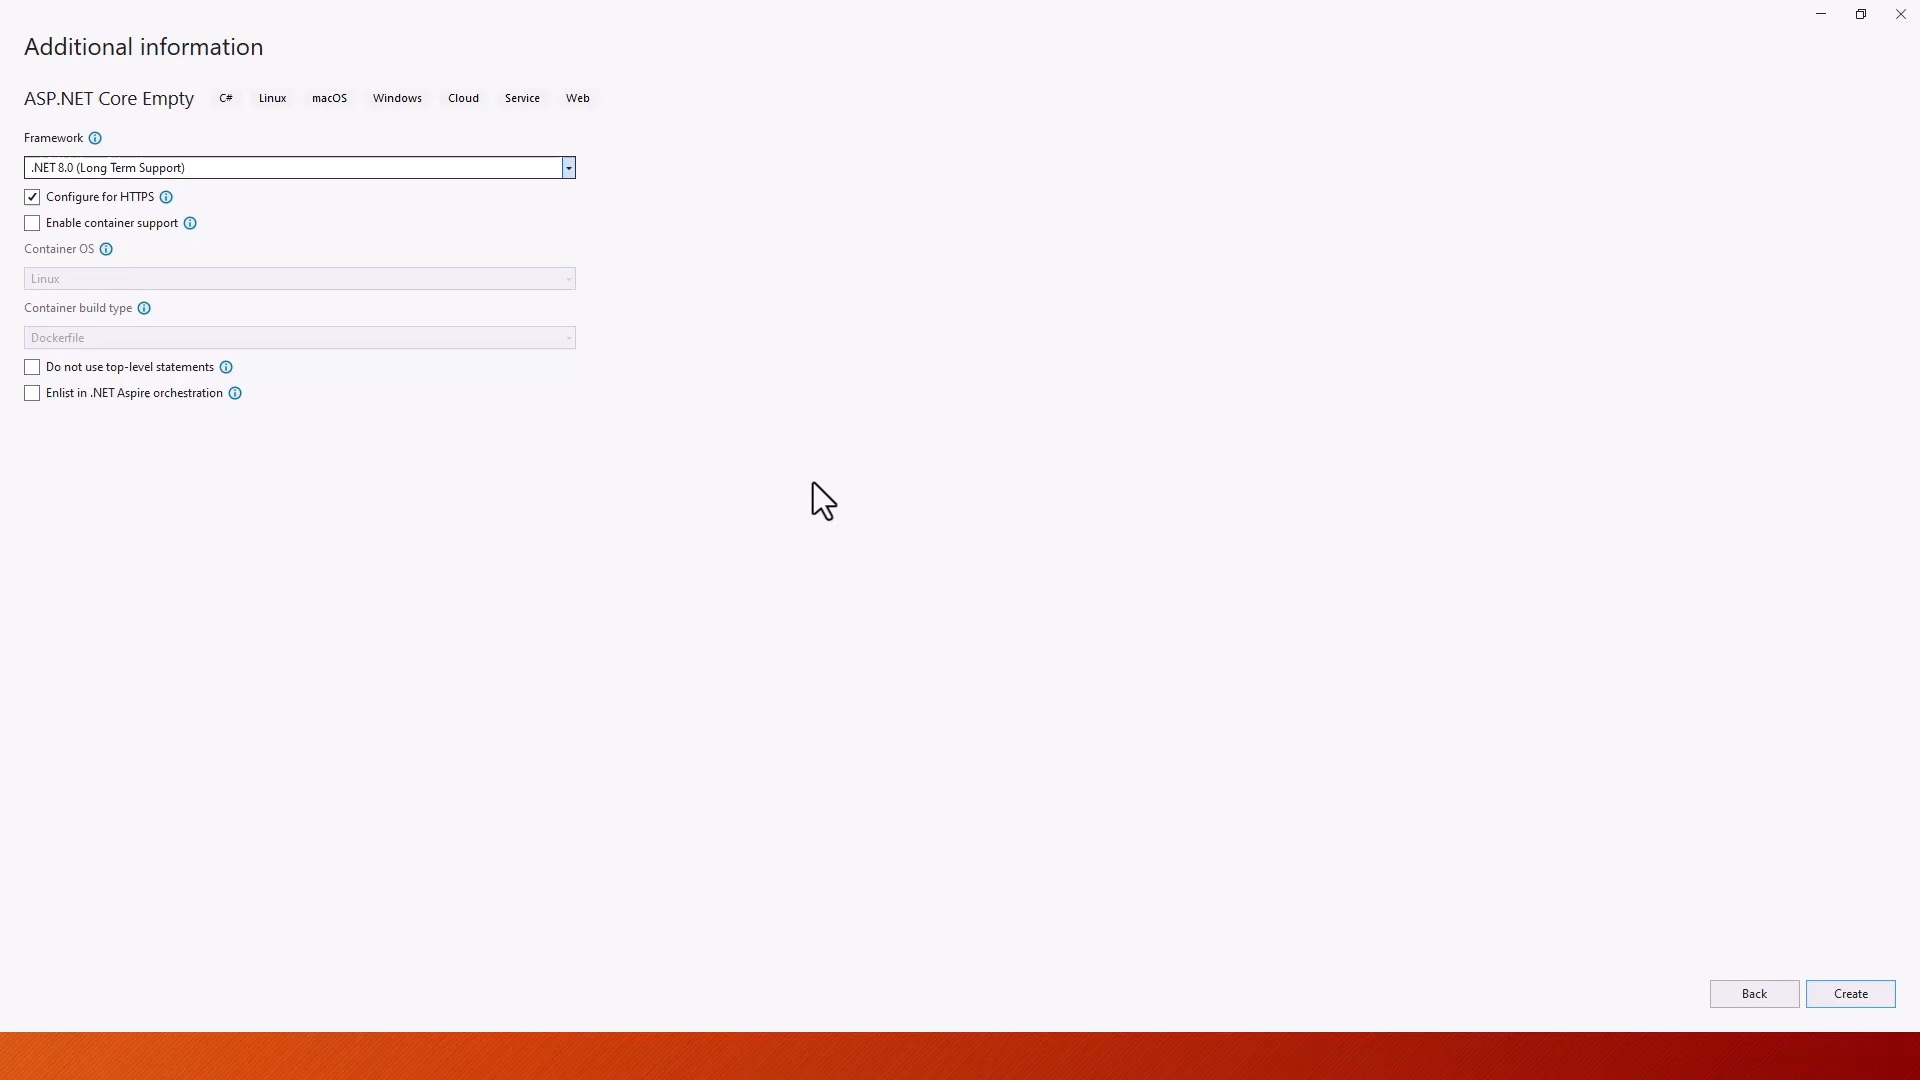 Additional information
ASP.NET Core Empty C# Linux macOS Windows Cloud Service Web
Framework
.NET 8.0 (Long Term Support)
Configure for HTTPS
Enable container support
Container OS
Linux
Container build type
Dockerfile
Do not use top-level statements
Enlist in .NET Aspire orchestration
Back Create